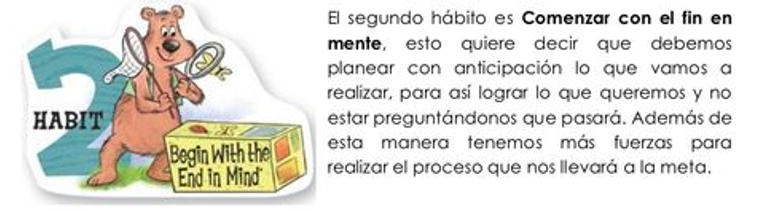 2
HABIT
Begin With the
End in Mind
El segundo hábito es Comenzar con el fin en
mente, esto quiere decir que debemos
planear con anticipación lo que vamos a
realizar, para así lograr lo que queremos y no
estar preguntándonos que pasará. Además de
esta manera tenemos más fuerzas para
realizar el proceso que nos llevará a la meta.